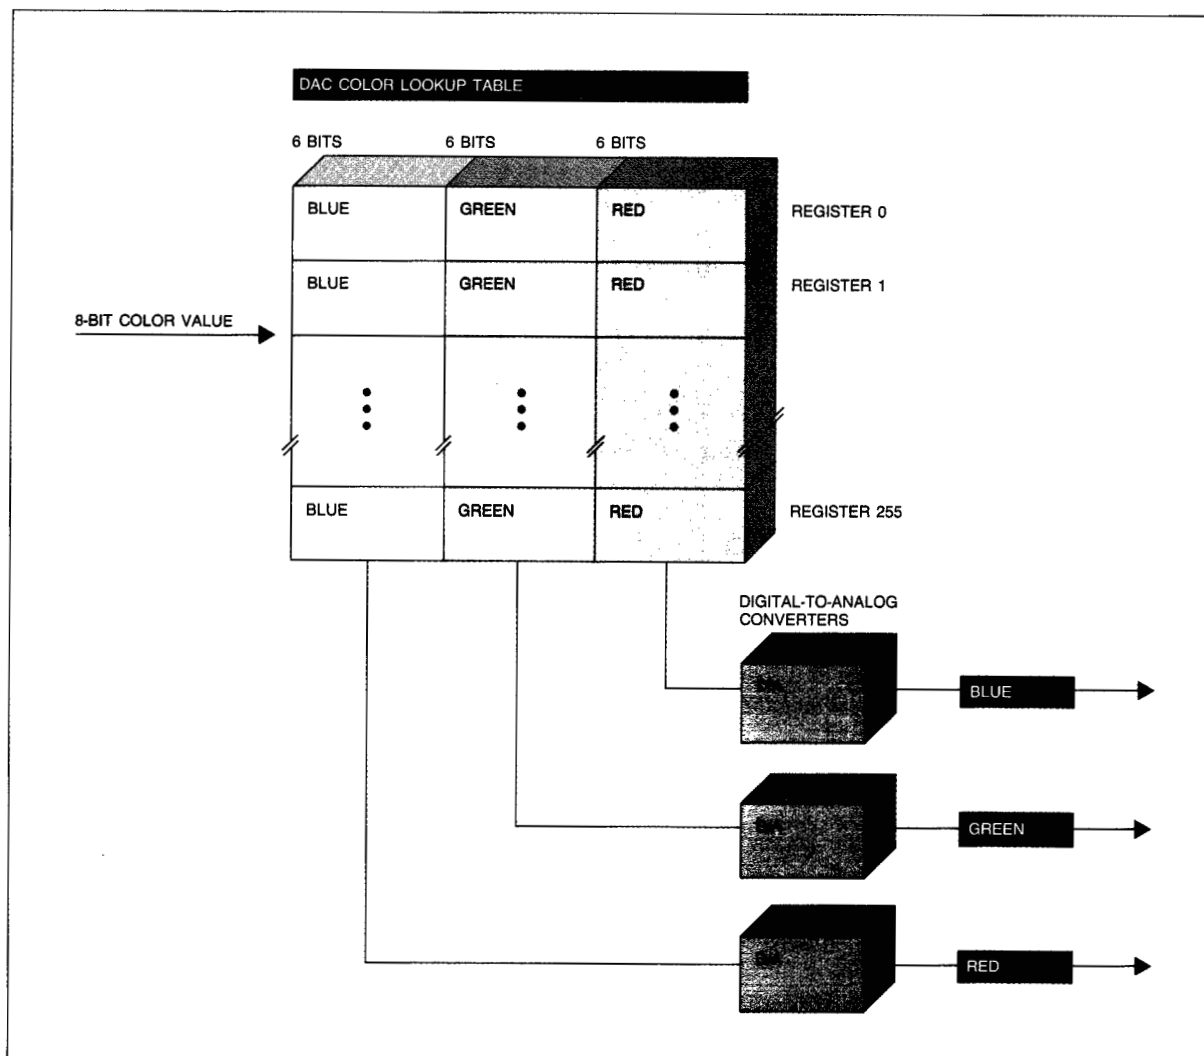 DAC COLOR LOOKUP TABLE
6 BITS 6 BITS 6 BITS
BLUE GREEN RED REGISTER 0
BLUE GREEN RED REGISTER 1
8-BIT COLOR VALUE
BLUE GREEN RED REGISTER 255
DIGITAL-TO-ANALOG
CONVERTERS
BLUE
GREEN
RED